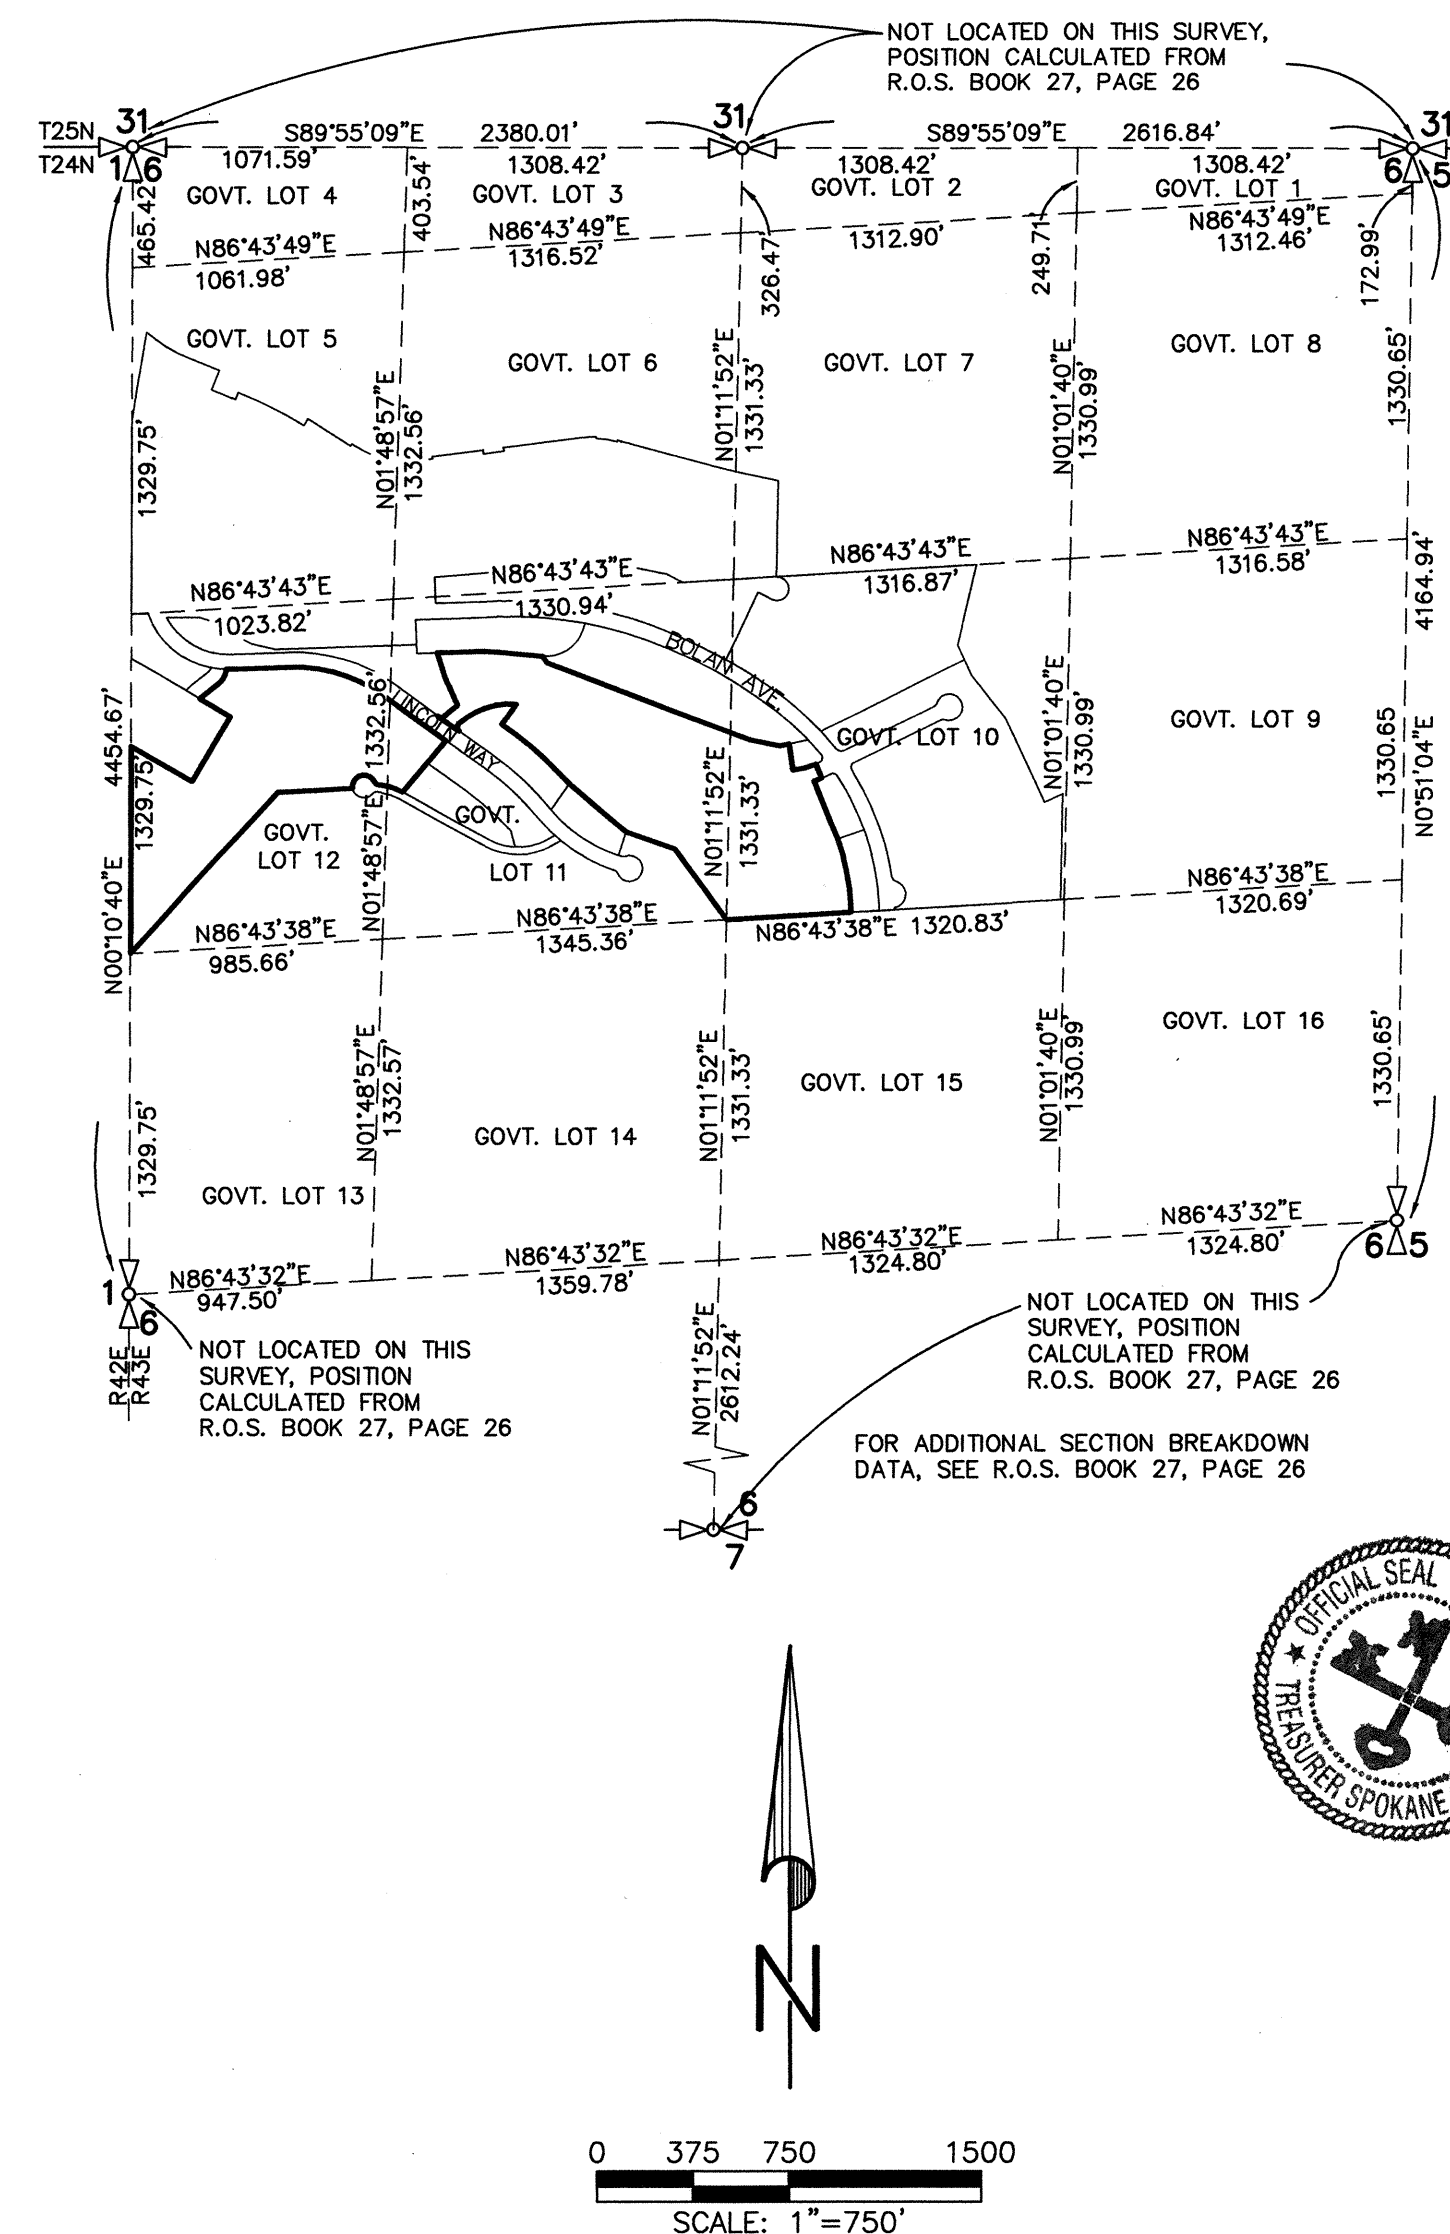 NOT LOCATED ON THIS SURVEY,
POSITION CALCULATED FROM
R.O.S. BOOK 27, PAGE 26
T25N
T24N
31
1
6
31
31
6
5
S89°55'09"E
2380.01'
S89°55'09"E
2616.84'
1071.59'
1308.42'
1308.42'
1308.42'
GOVT. LOT 4
GOVT. LOT 3
GOVT. LOT 2
GOVT. LOT 1
465.42'
403.54'
326.47'
249.71'
172.99'
N86°43'49"E
1061.98'
N86°43'49"E
1316.52'
1312.90'
N86°43'49"E
1312.46'
GOVT. LOT 5
GOVT. LOT 6
GOVT. LOT 7
GOVT. LOT 8
1329.75'
N01°48'57"E
1332.56'
N01°11'52"E
1331.33'
N01°01'40"E
1330.99'
1330.65'
N86°43'43"E
1023.82'
N86°43'43"E
1330.94'
N86°43'43"E
1316.87'
N86°43'43"E
1316.58'
4164.94'
BOLAN AVE.
LINCOLN WAY
4454.67'
1329.75'
N00°10'40"E
1332.56'
N01°48'57"E
N01°11'52"E
1331.33'
N01°01'40"E
1330.99'
1330.65
N0°51'04"E
GOVT. LOT 10
GOVT. LOT 9
GOVT.
LOT 12
GOVT.
LOT 11
N86°43'38"E
985.66'
N86°43'38"E
1345.36'
N86°43'38"E 1320.83'
N86°43'38"E
1320.69'
1329.75'
N01°48'57"E
1332.57'
N01°11'52"E
1331.33'
N01°01'40"E
1330.99'
1330.65'
GOVT. LOT 16
GOVT. LOT 15
GOVT. LOT 14
GOVT. LOT 13
N86°43'32"E
947.50'
N86°43'32"E
1359.78'
N86°43'32"E
1324.80'
N86°43'32"E
1324.80'
6
5
1
6
R42E
R43E
NOT LOCATED ON THIS
SURVEY, POSITION
CALCULATED FROM
R.O.S. BOOK 27, PAGE 26
N01°11'52"E
2612.24'
NOT LOCATED ON THIS
SURVEY, POSITION
CALCULATED FROM
R.O.S. BOOK 27, PAGE 26
FOR ADDITIONAL SECTION BREAKDOWN
DATA, SEE R.O.S. BOOK 27, PAGE 26
6
7
OFFICIAL SEAL
TREASURER SPOKANE
N
0 375 750 1500
SCALE: 1"=750'